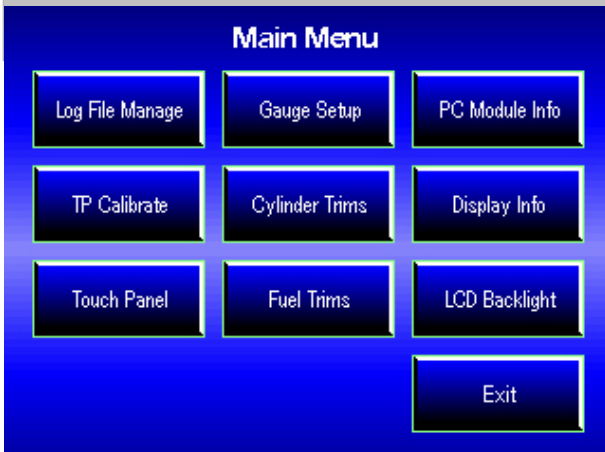 Main Menu
Log File Manage
Gauge Setup
PC Module Info
TP Calibrate
Cylinder Trims
Display Info
Touch Panel
Fuel Trims
LCD Backlight
Exit